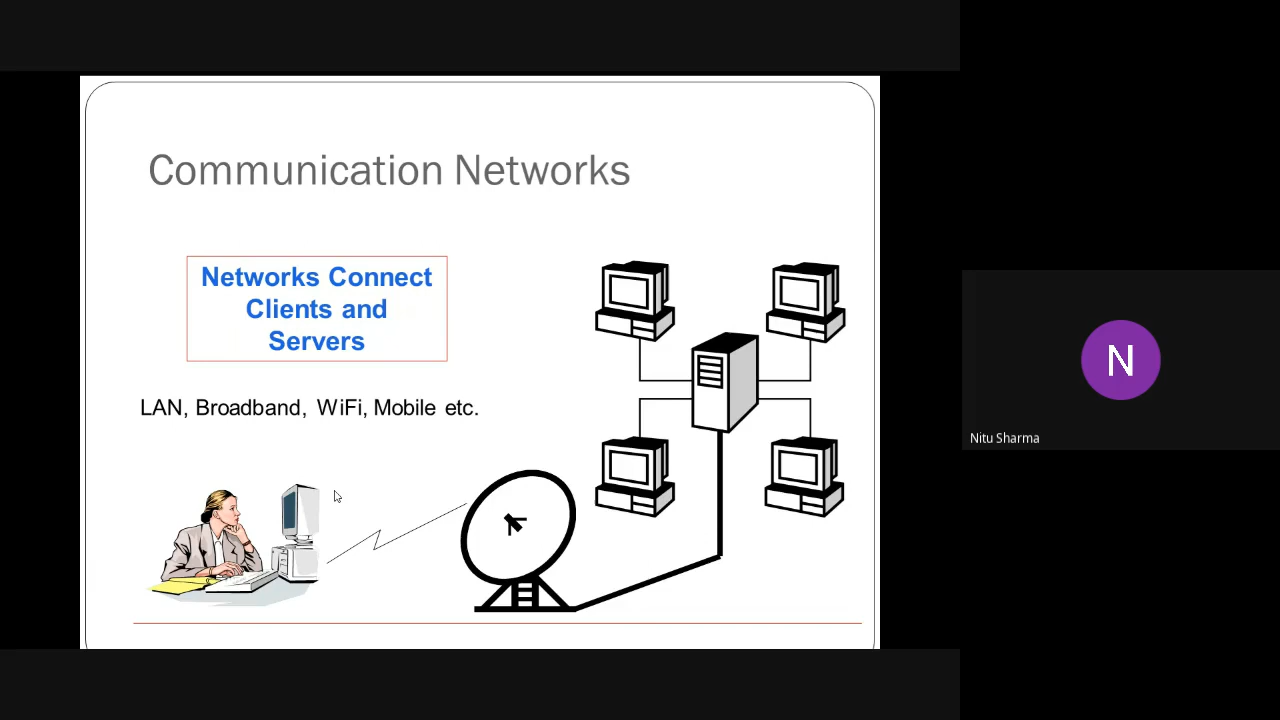 Communication Networks
Networks Connect
Clients and
Servers
LAN, Broadband, WiFi, Mobile etc.
N
Nitu Sharma